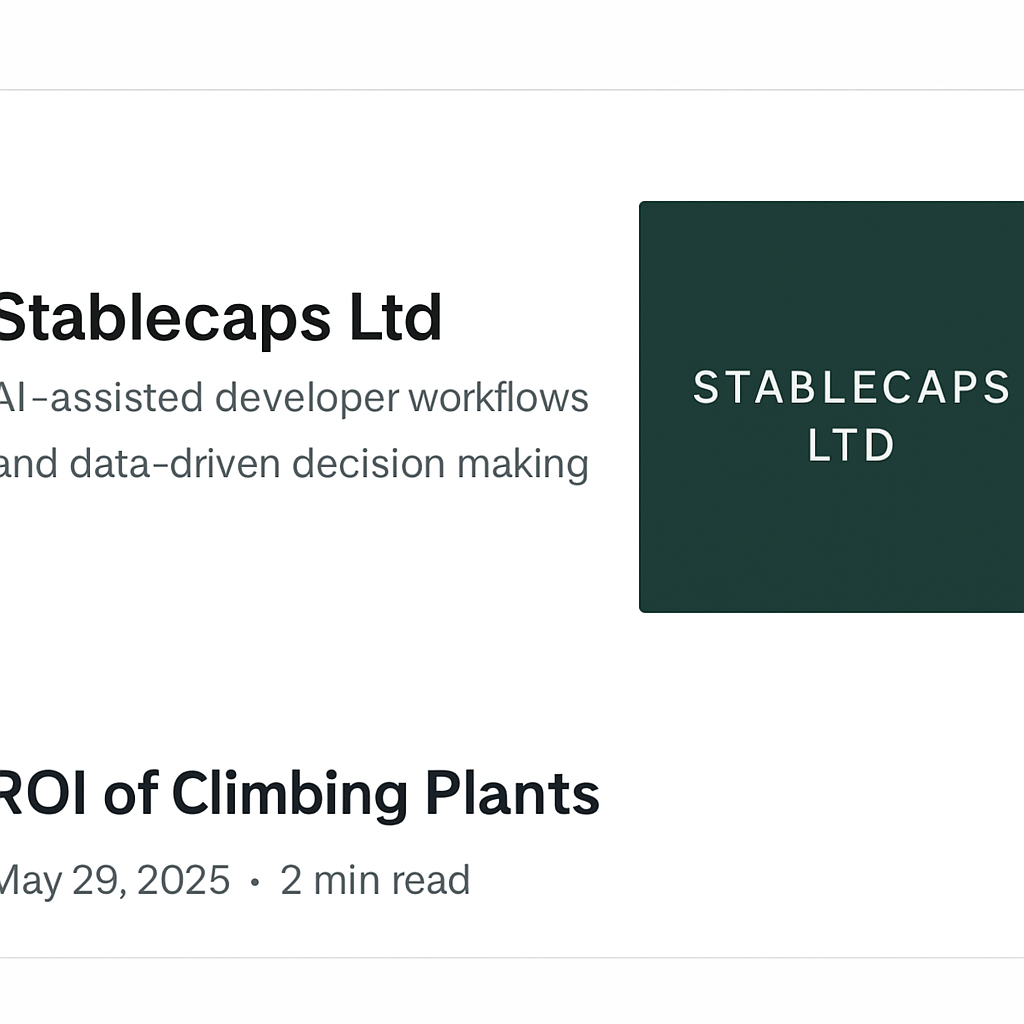 Stablecaps Ltd
AI-assisted developer workflows
and data-driven decision making
STABLECAPS
LTD
ROI of Climbing Plants
May 29, 2025 • 2 min read